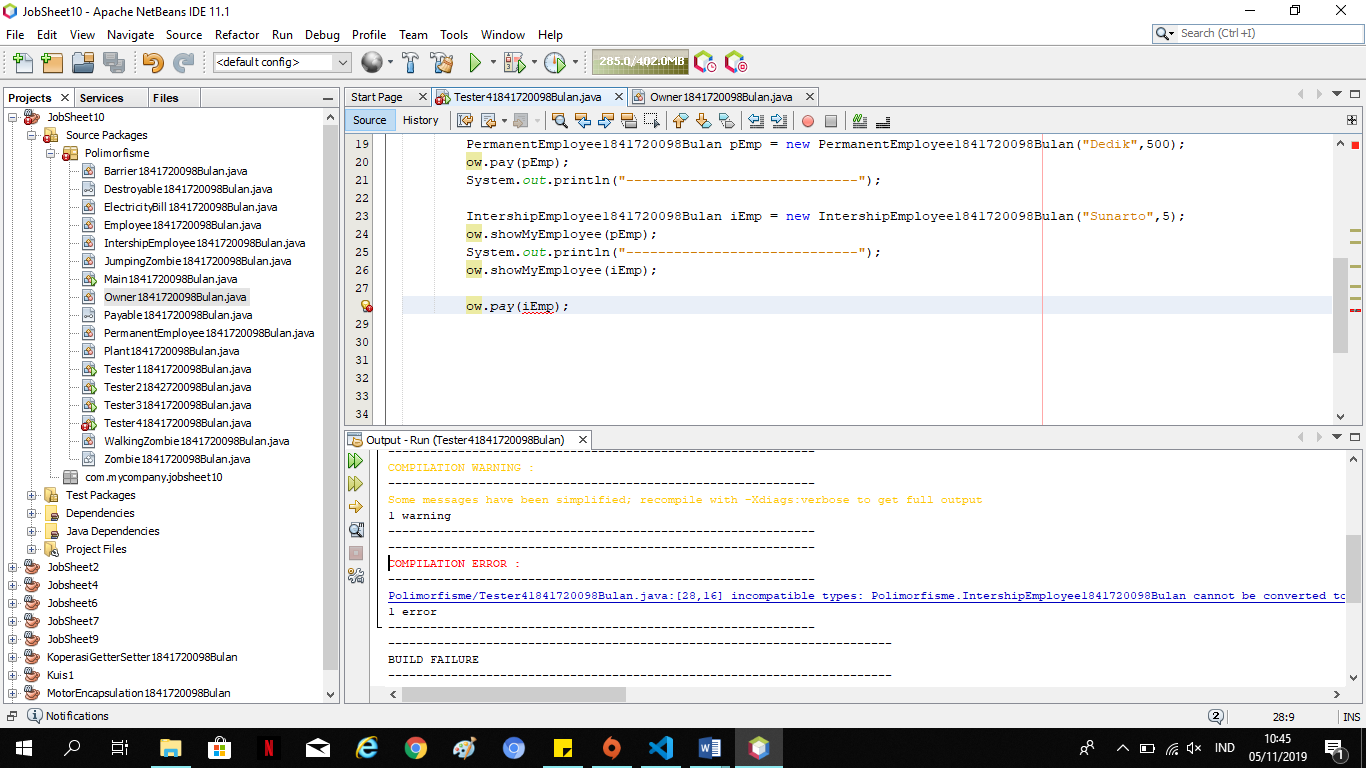 JobSheet10 - Apache NetBeans IDE 11.1
File Edit View Navigate Source Refactor Run Debug Profile Team Tools Window Help
Search (Ctrl+I)
<default config>
285.0/402.0MB
Projects Services Files
JobSheet10
Source Packages
Polimorfisme
Barrier1841720098Bulan.java
Destroyable1841720098Bulan.java
ElectricityBill1841720098Bulan.java
Employee1841720098Bulan.java
IntershipEmployee1841720098Bulan.java
JumpingZombie1841720098Bulan.java
Main1841720098Bulan.java
Owner1841720098Bulan.java
Payable1841720098Bulan.java
PermanentEmployee1841720098Bulan.java
Plant1841720098Bulan.java
Tester11841720098Bulan.java
Tester21842720098Bulan.java
Tester31841720098Bulan.java
Tester41841720098Bulan.java
WalkingZombie1841720098Bulan.java
Zombie1841720098Bulan.java
com.mycompany.jobsheet10
Test Packages
Dependencies
Java Dependencies
Project Files
JobSheet2
Jobsheet4
Jobsheet6
JobSheet7
JobSheet9
KoperasiGetterSetter1841720098Bulan
Kuis1
MotorEncapsulation1841720098Bulan
Start Page Tester41841720098Bulan.java Owner1841720098Bulan.java
Source History
19 PermanentEmployee1841720098Bulan pEmp = new PermanentEmployee1841720098Bulan("Dedik",500);
20 ow.pay(pEmp);
21 System.out.println("-----------------------------");
22
23 IntershipEmployee1841720098Bulan iEmp = new IntershipEmployee1841720098Bulan("Sunarto",5);
24 ow.showMyEmployee(pEmp);
25 System.out.println("-----------------------------");
26 ow.showMyEmployee(iEmp);
27
ow.pay(iEmp);
29
30
31
32
33
34
Output - Run (Tester41841720098Bulan)
-------------------------------------------------------------
COMPILATION WARNING :
-------------------------------------------------------------
Some messages have been simplified; recompile with -Xdiags:verbose to get full output
1 warning
-------------------------------------------------------------
-------------------------------------------------------------
COMPILATION ERROR :
-------------------------------------------------------------
Polimorfisme/Tester41841720098Bulan.java:[28,16] incompatible types: Polimorfisme.IntershipEmployee1841720098Bulan cannot be converted to
1 error
-------------------------------------------------------------
------------------------------------------------------------------------
BUILD FAILURE
------------------------------------------------------------------------
Notifications
2
28:9 INS
IND
10:45
05/11/2019
1